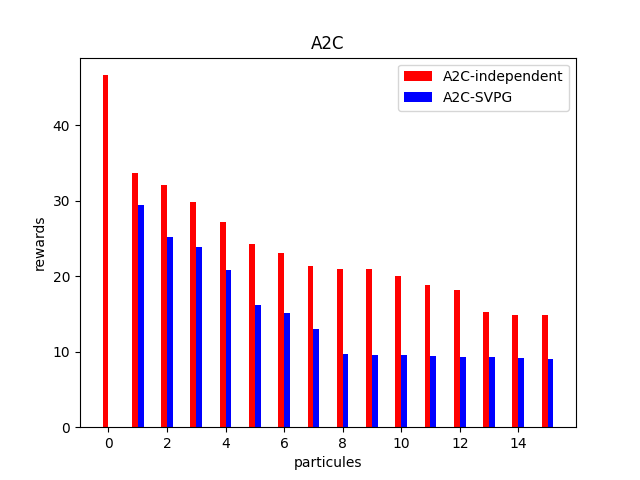 A2C
A2C-independent
A2C-SVPG
40
30
20
10
0
rewards
0 2 4 6 8 10 12 14
particules